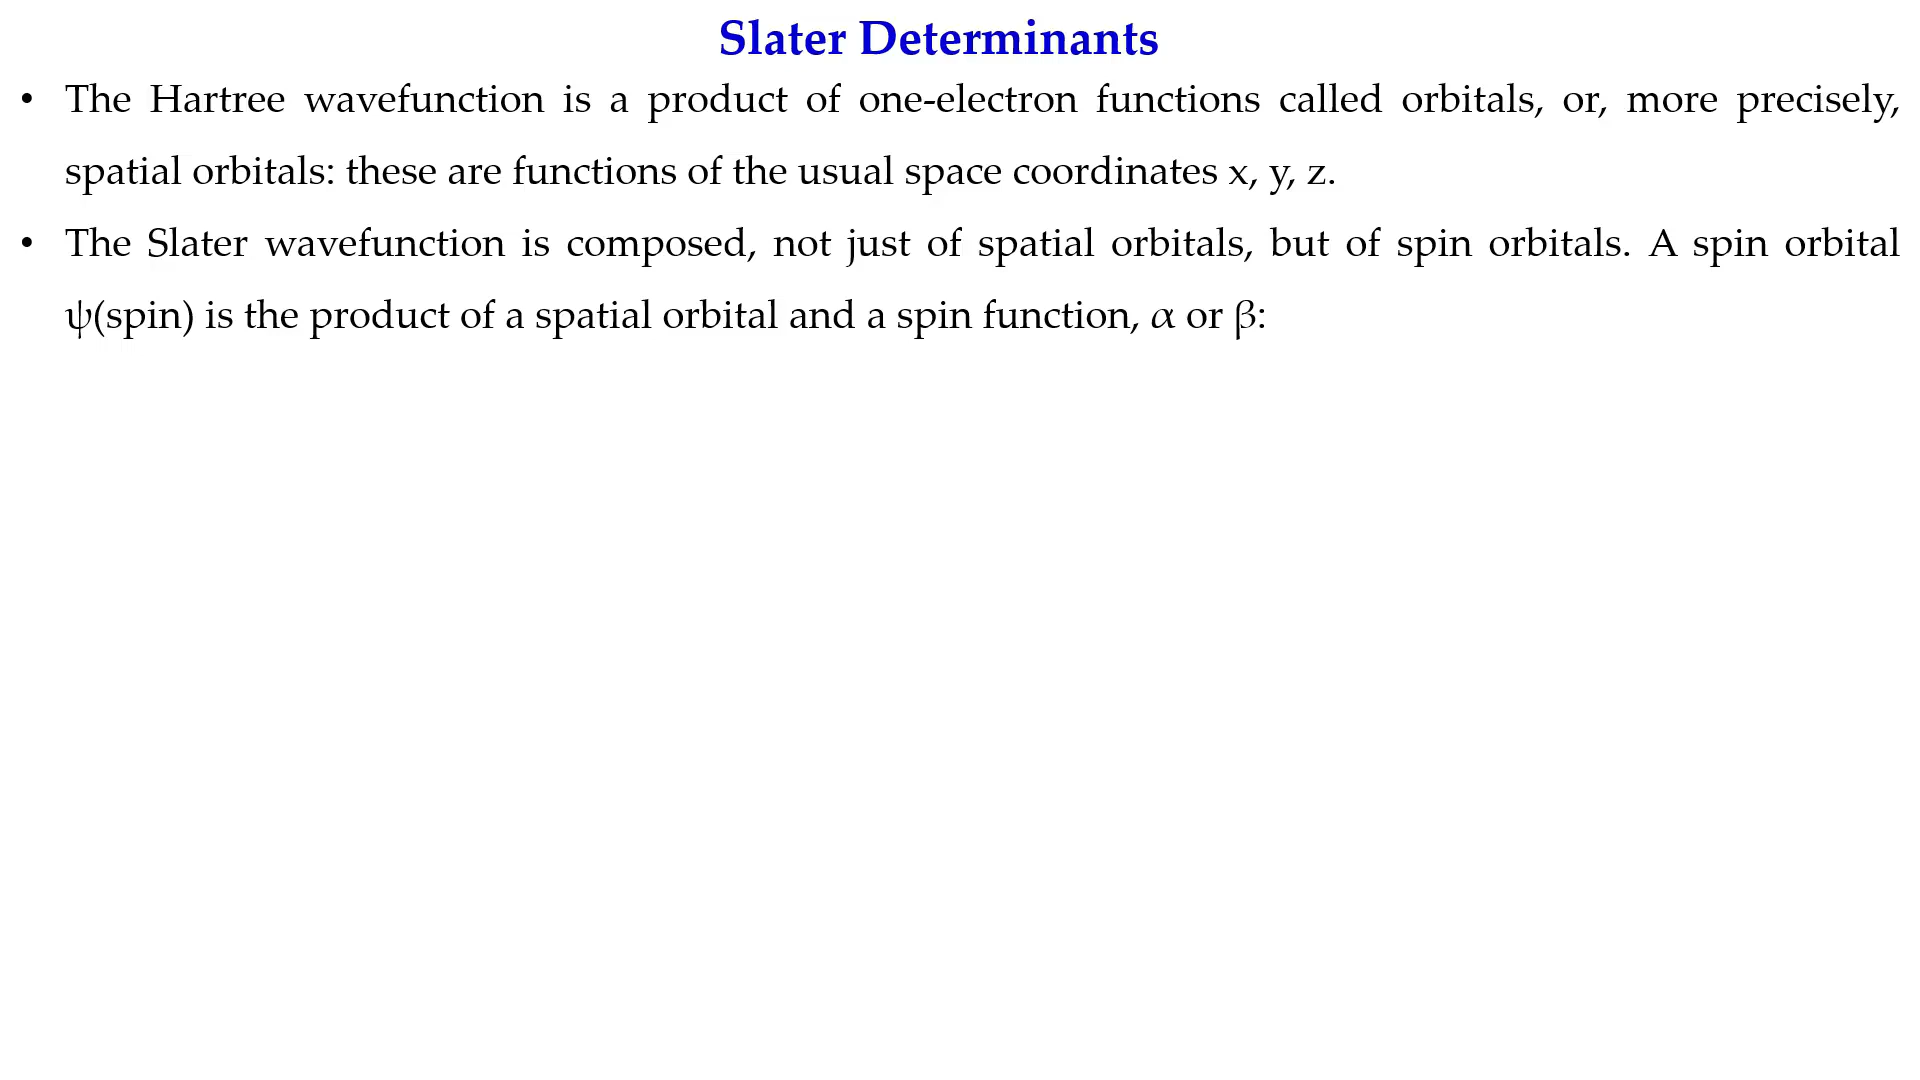 Slater Determinants
• The Hartree wavefunction is a product of one-electron functions called orbitals, or, more precisely,
spatial orbitals: these are functions of the usual space coordinates x, y, z.
• The Slater wavefunction is composed, not just of spatial orbitals, but of spin orbitals. A spin orbital
ψ(spin) is the product of a spatial orbital and a spin function, α or β: